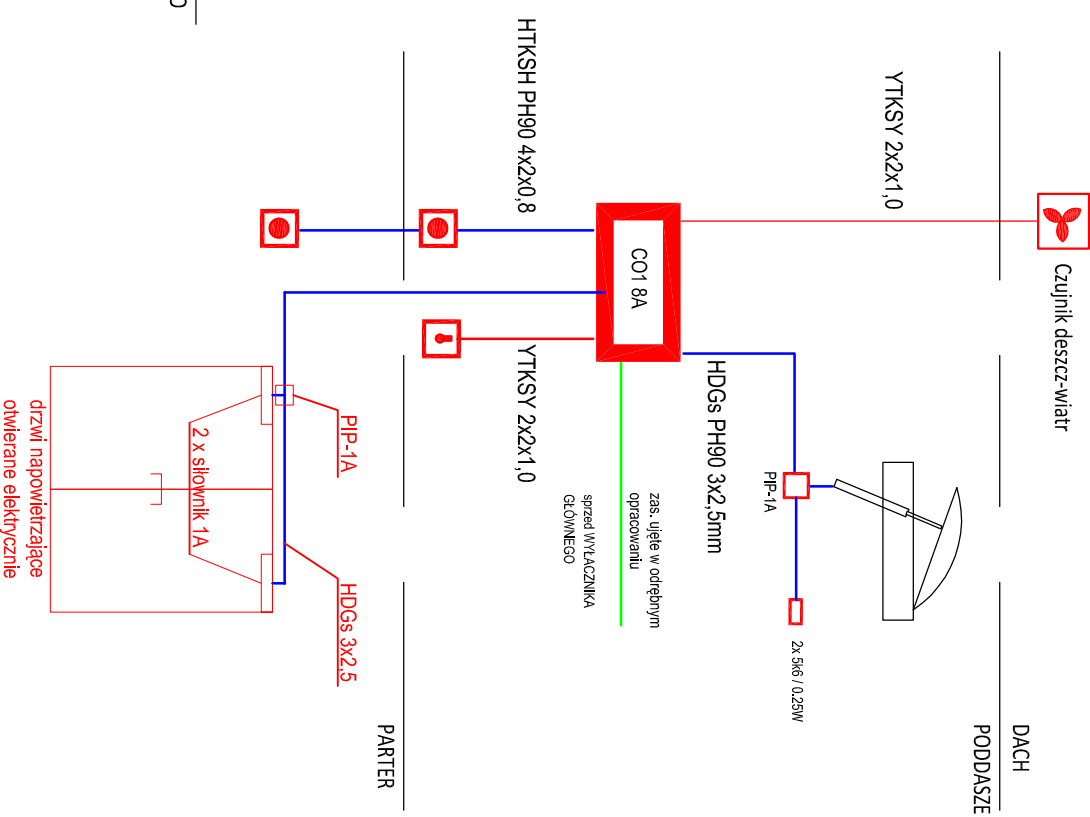 DACH
PODDASZE
Czujnik deszcz-wiatr
YTKSY 2x2x1,0
2x 5k6 / 0.25W
PIP-1A
HDGs PH90 3x2,5mm
CO1 8A
zas. ujęte w odrębnym
opracowaniu
sprzed WYŁACZNIKA
GŁÓWNEGO
HTKSH PH90 4x2x0,8
YTKSY 2x2x1,0
PARTER
PIP-1A
HDGs 3x2,5
2 x siłownik 1A
drzwi napowietrzające
otwierane elektrycznie